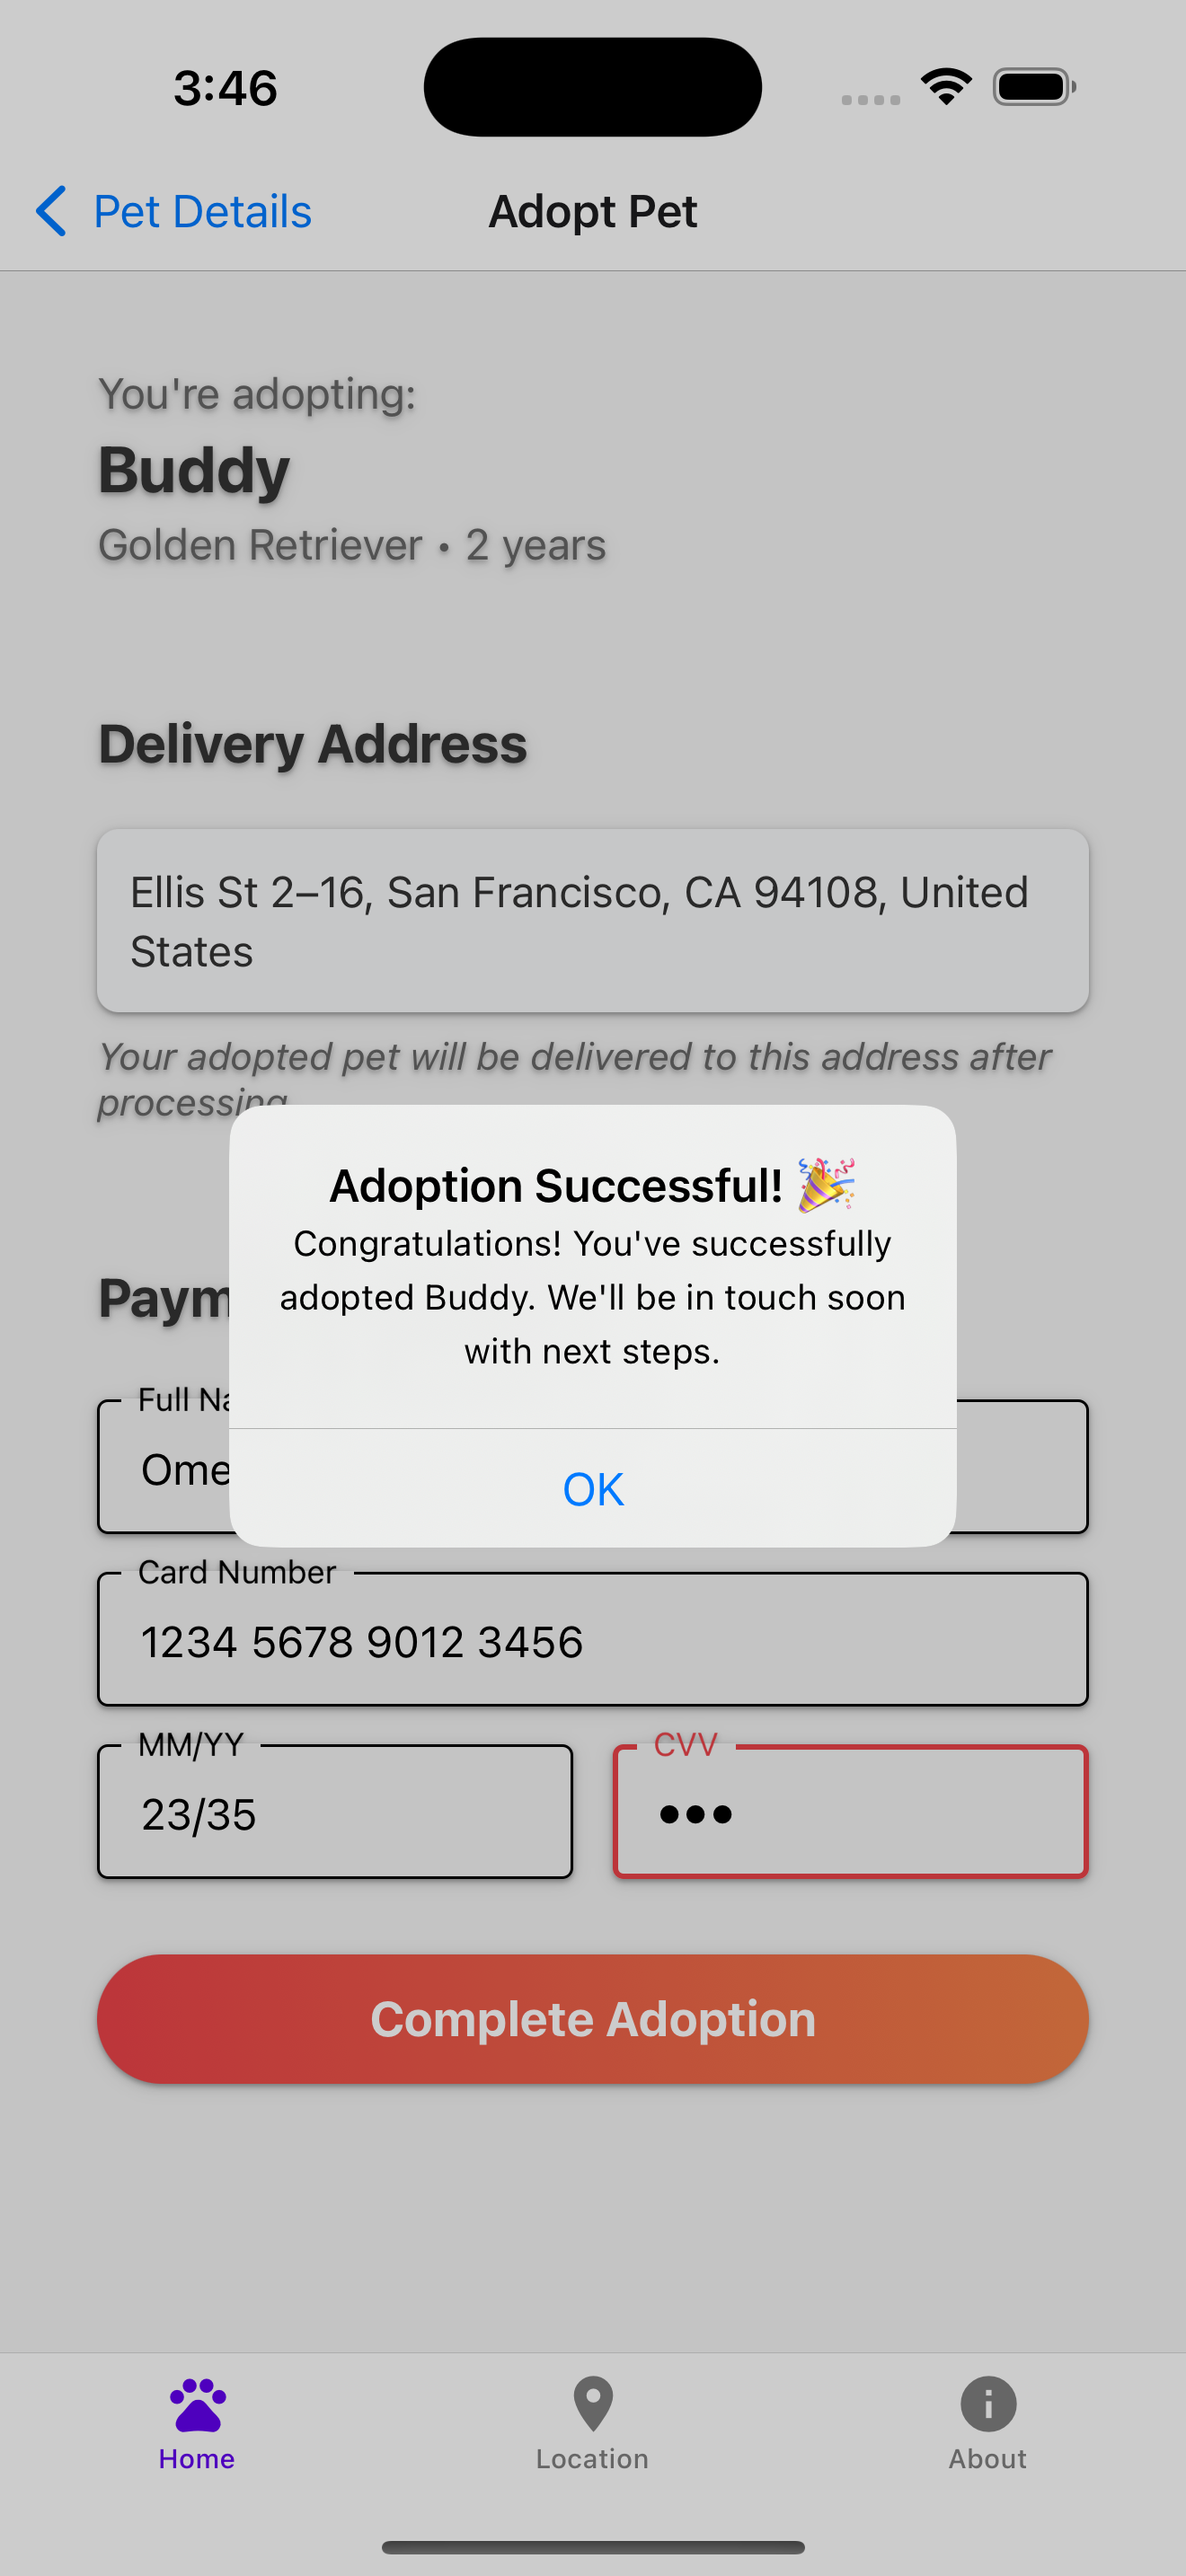 3:46
Pet Details
Adopt Pet
You're adopting:
Buddy
Golden Retriever • 2 years
Delivery Address
Ellis St 2–16, San Francisco, CA 94108, United
States
Your adopted pet will be delivered to this address after
processing
Adoption Successful! 🎉
Congratulations! You've successfully
adopted Buddy. We'll be in touch soon
with next steps.
OK
Full
Card Number
1234 5678 9012 3456
MM/YY
CVV
23/35
•••
Complete Adoption
Home
Location
About